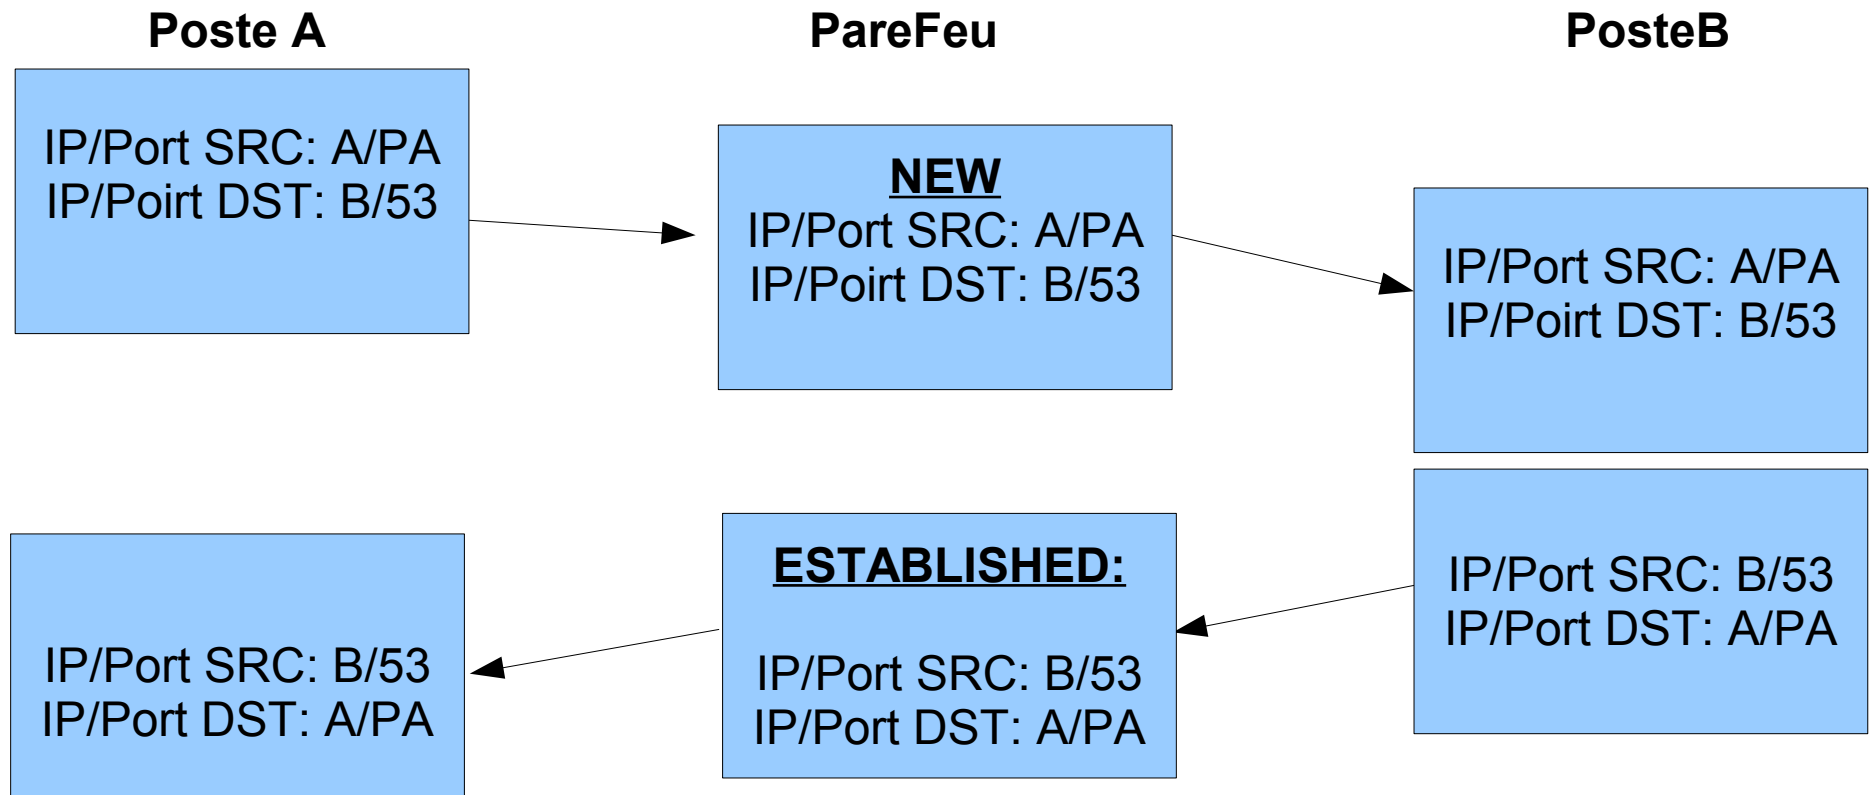 Poste A
PareFeu
PosteB
IP/Port SRC: A/PA
IP/Poirt DST: B/53
NEW
IP/Port SRC: A/PA
IP/Poirt DST: B/53
IP/Port SRC: A/PA
IP/Poirt DST: B/53
IP/Port SRC: B/53
IP/Port DST: A/PA
ESTABLISHED:
IP/Port SRC: B/53
IP/Port DST: A/PA
IP/Port SRC: B/53
IP/Port DST: A/PA